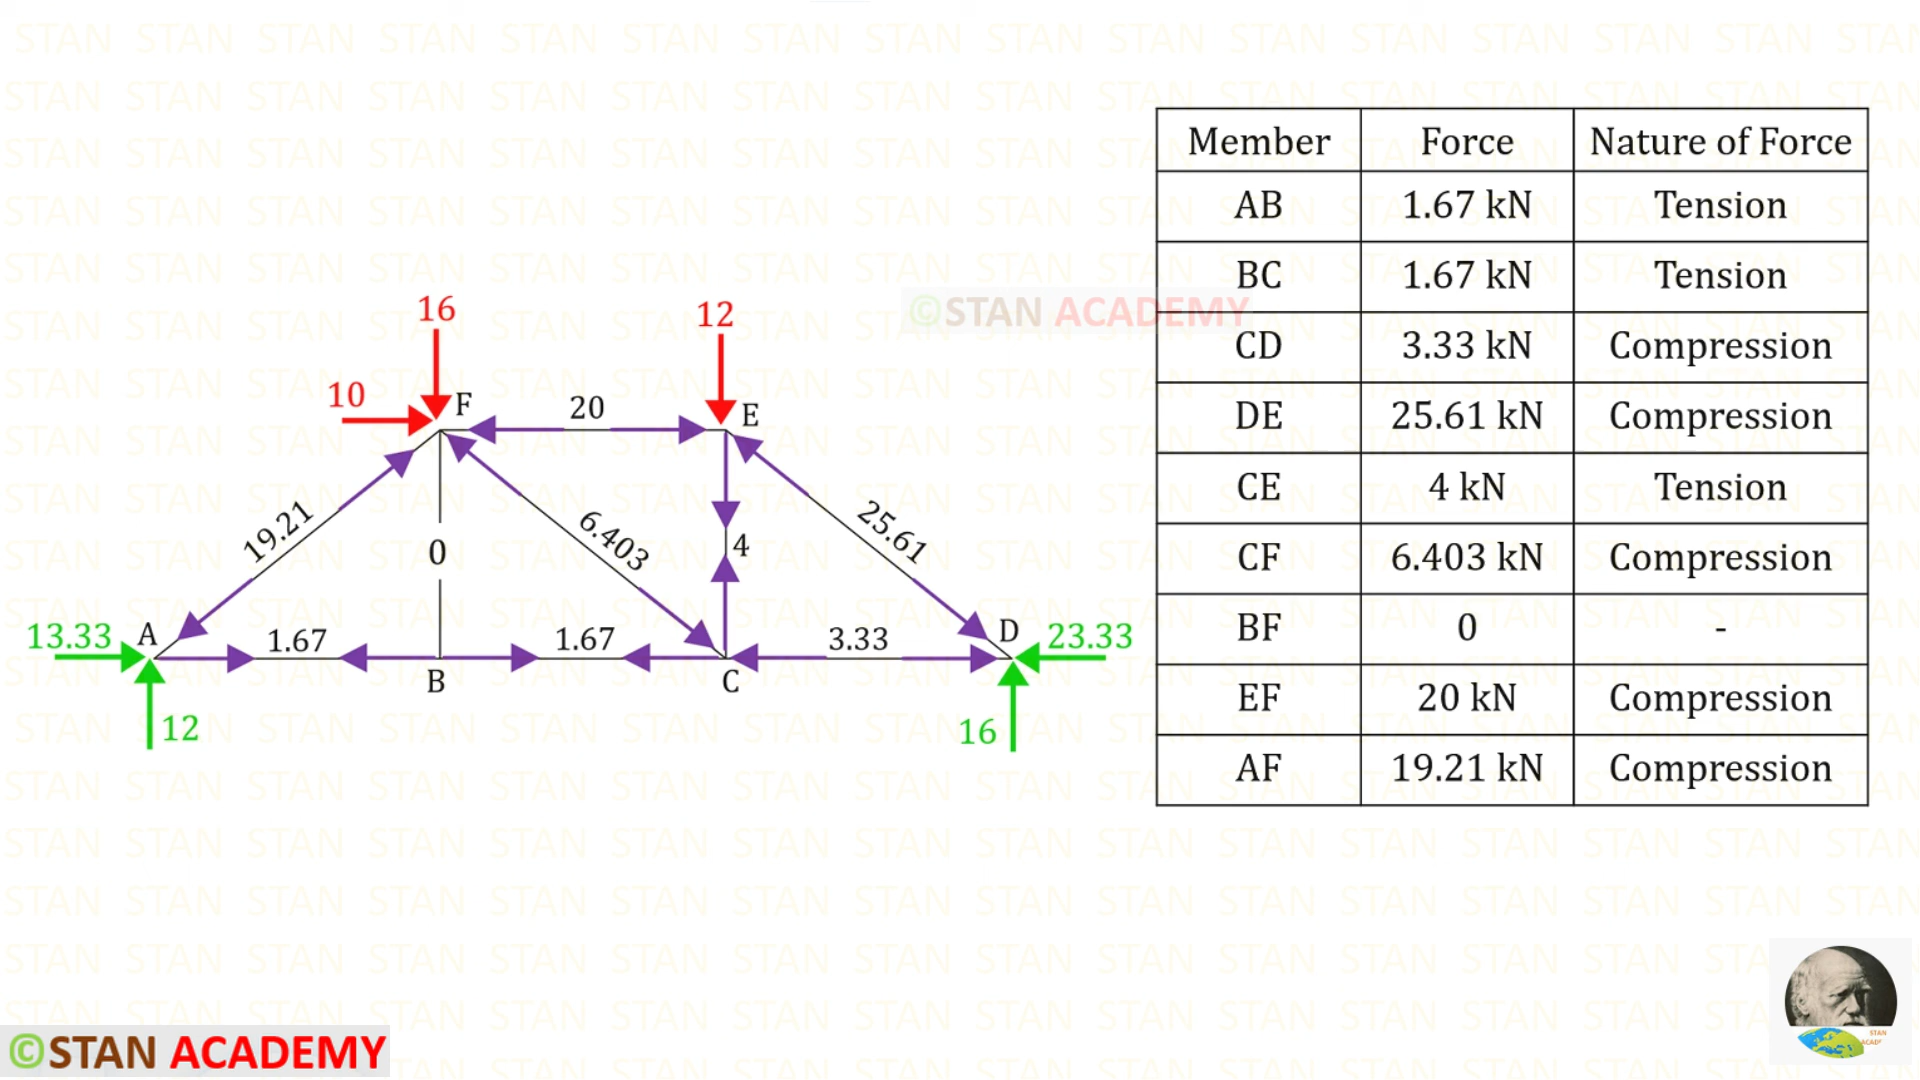 16
12
10
F
20
E
19.21
0
6.403
4
25.61
13.33
A
1.67
1.67
3.33
D
23.33
B
C
12
16
Member Force Nature of Force
AB 1.67 kN Tension
BC 1.67 kN Tension
CD 3.33 kN Compression
DE 25.61 kN Compression
CE 4 kN Tension
CF 6.403 kN Compression
BF 0 -
EF 20 kN Compression
AF 19.21 kN Compression
©STAN ACADEMY
©STAN ACADEMY
STAN